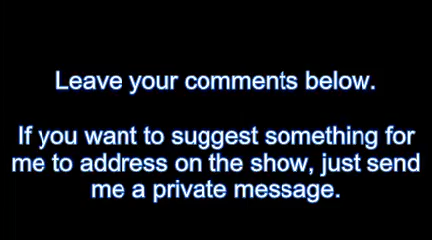 Leave your comments below.
If you want to suggest something for
me to address on the show, just send
me a private message.